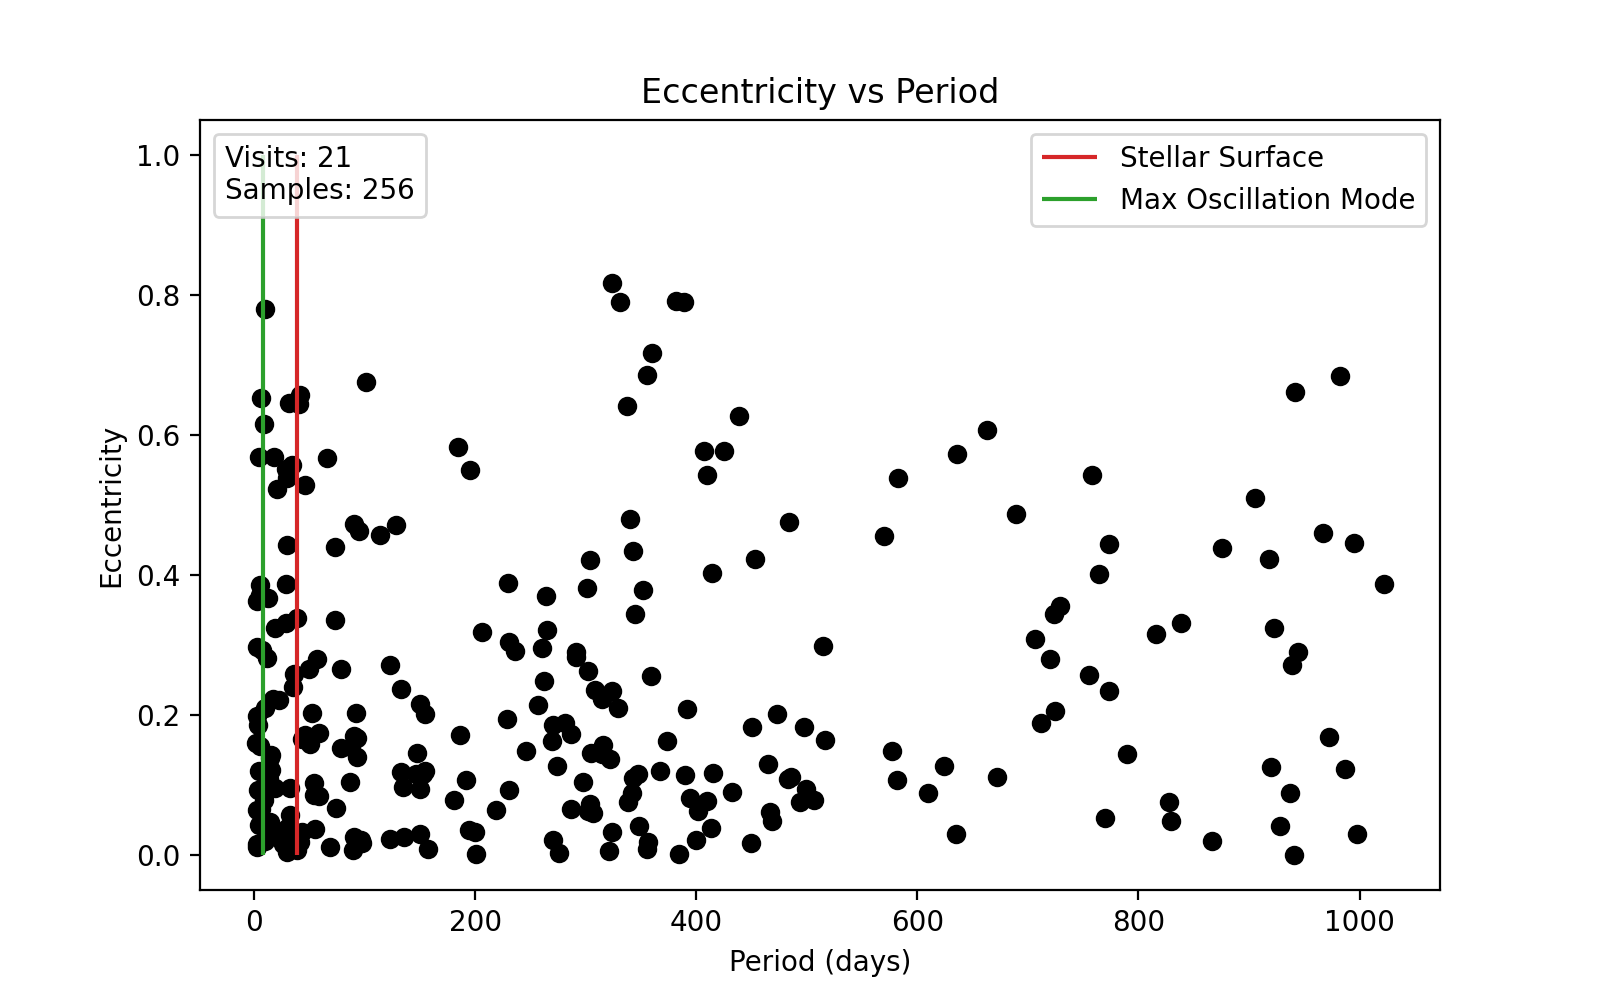 Eccentricity vs Period
Visits: 21
Samples: 256
Stellar Surface
Max Oscillation Mode
Eccentricity
1.0
0.8
0.6
0.4
0.2
0.0
0 200 400 600 800 1000
Period (days)